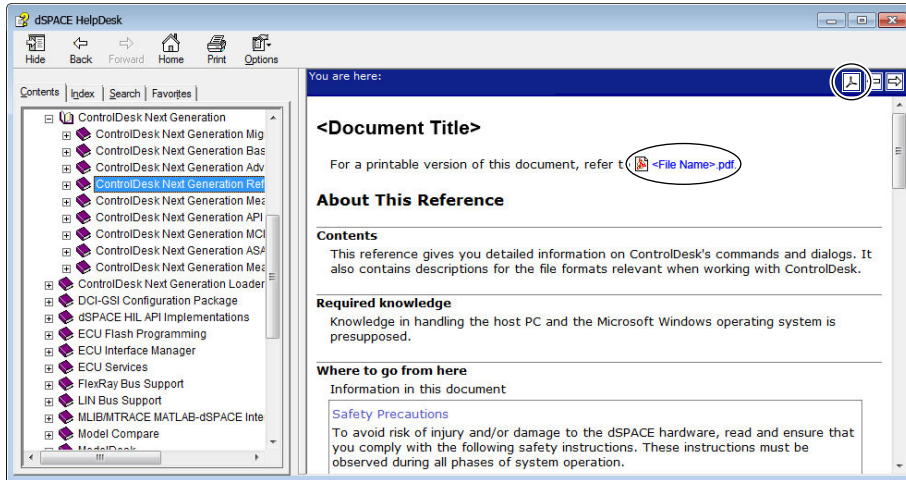 dSPACE HelpDesk
Hide Back Forward Home Print Options
Contents Index Search Favorites
ControlDesk Next Generation
ControlDesk Next Generation Mig
ControlDesk Next Generation Bas
ControlDesk Next Generation Adv
ControlDesk Next Generation Ref
ControlDesk Next Generation Mea
ControlDesk Next Generation API
ControlDesk Next Generation MCI
ControlDesk Next Generation ASA
ControlDesk Next Generation Mea
ControlDesk Next Generation Loader
DCI-GSI Configuration Package
dSPACE HIL API Implementations
ECU Flash Programming
ECU Interface Manager
ECU Services
FlexRay Bus Support
LIN Bus Support
MLIB/MTRACE MATLAB-dSPACE Inte
Model Compare
ModelDesk
You are here:
<Document Title>
For a printable version of this document, refer t <File Name>.pdf.
About This Reference
Contents
This reference gives you detailed information on ControlDesk's commands and dialogs. It
also contains descriptions for the file formats relevant when working with ControlDesk.
Required knowledge
Knowledge in handling the host PC and the Microsoft Windows operating system is
presupposed.
Where to go from here
Information in this document
Safety Precautions
To avoid risk of injury and/or damage to the dSPACE hardware, read and ensure that
you comply with the following safety instructions. These instructions must be
observed during all phases of system operation.